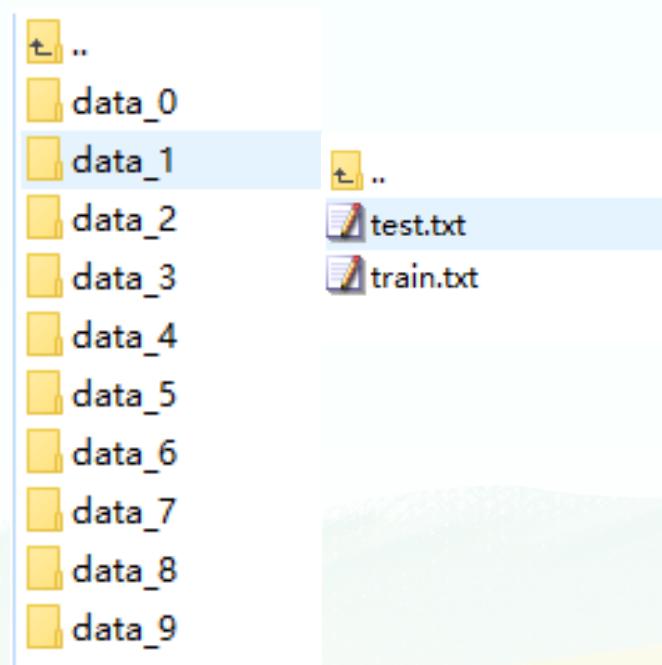 ..
data_0
data_1
data_2
data_3
data_4
data_5
data_6
data_7
data_8
data_9
..
test.txt
train.txt